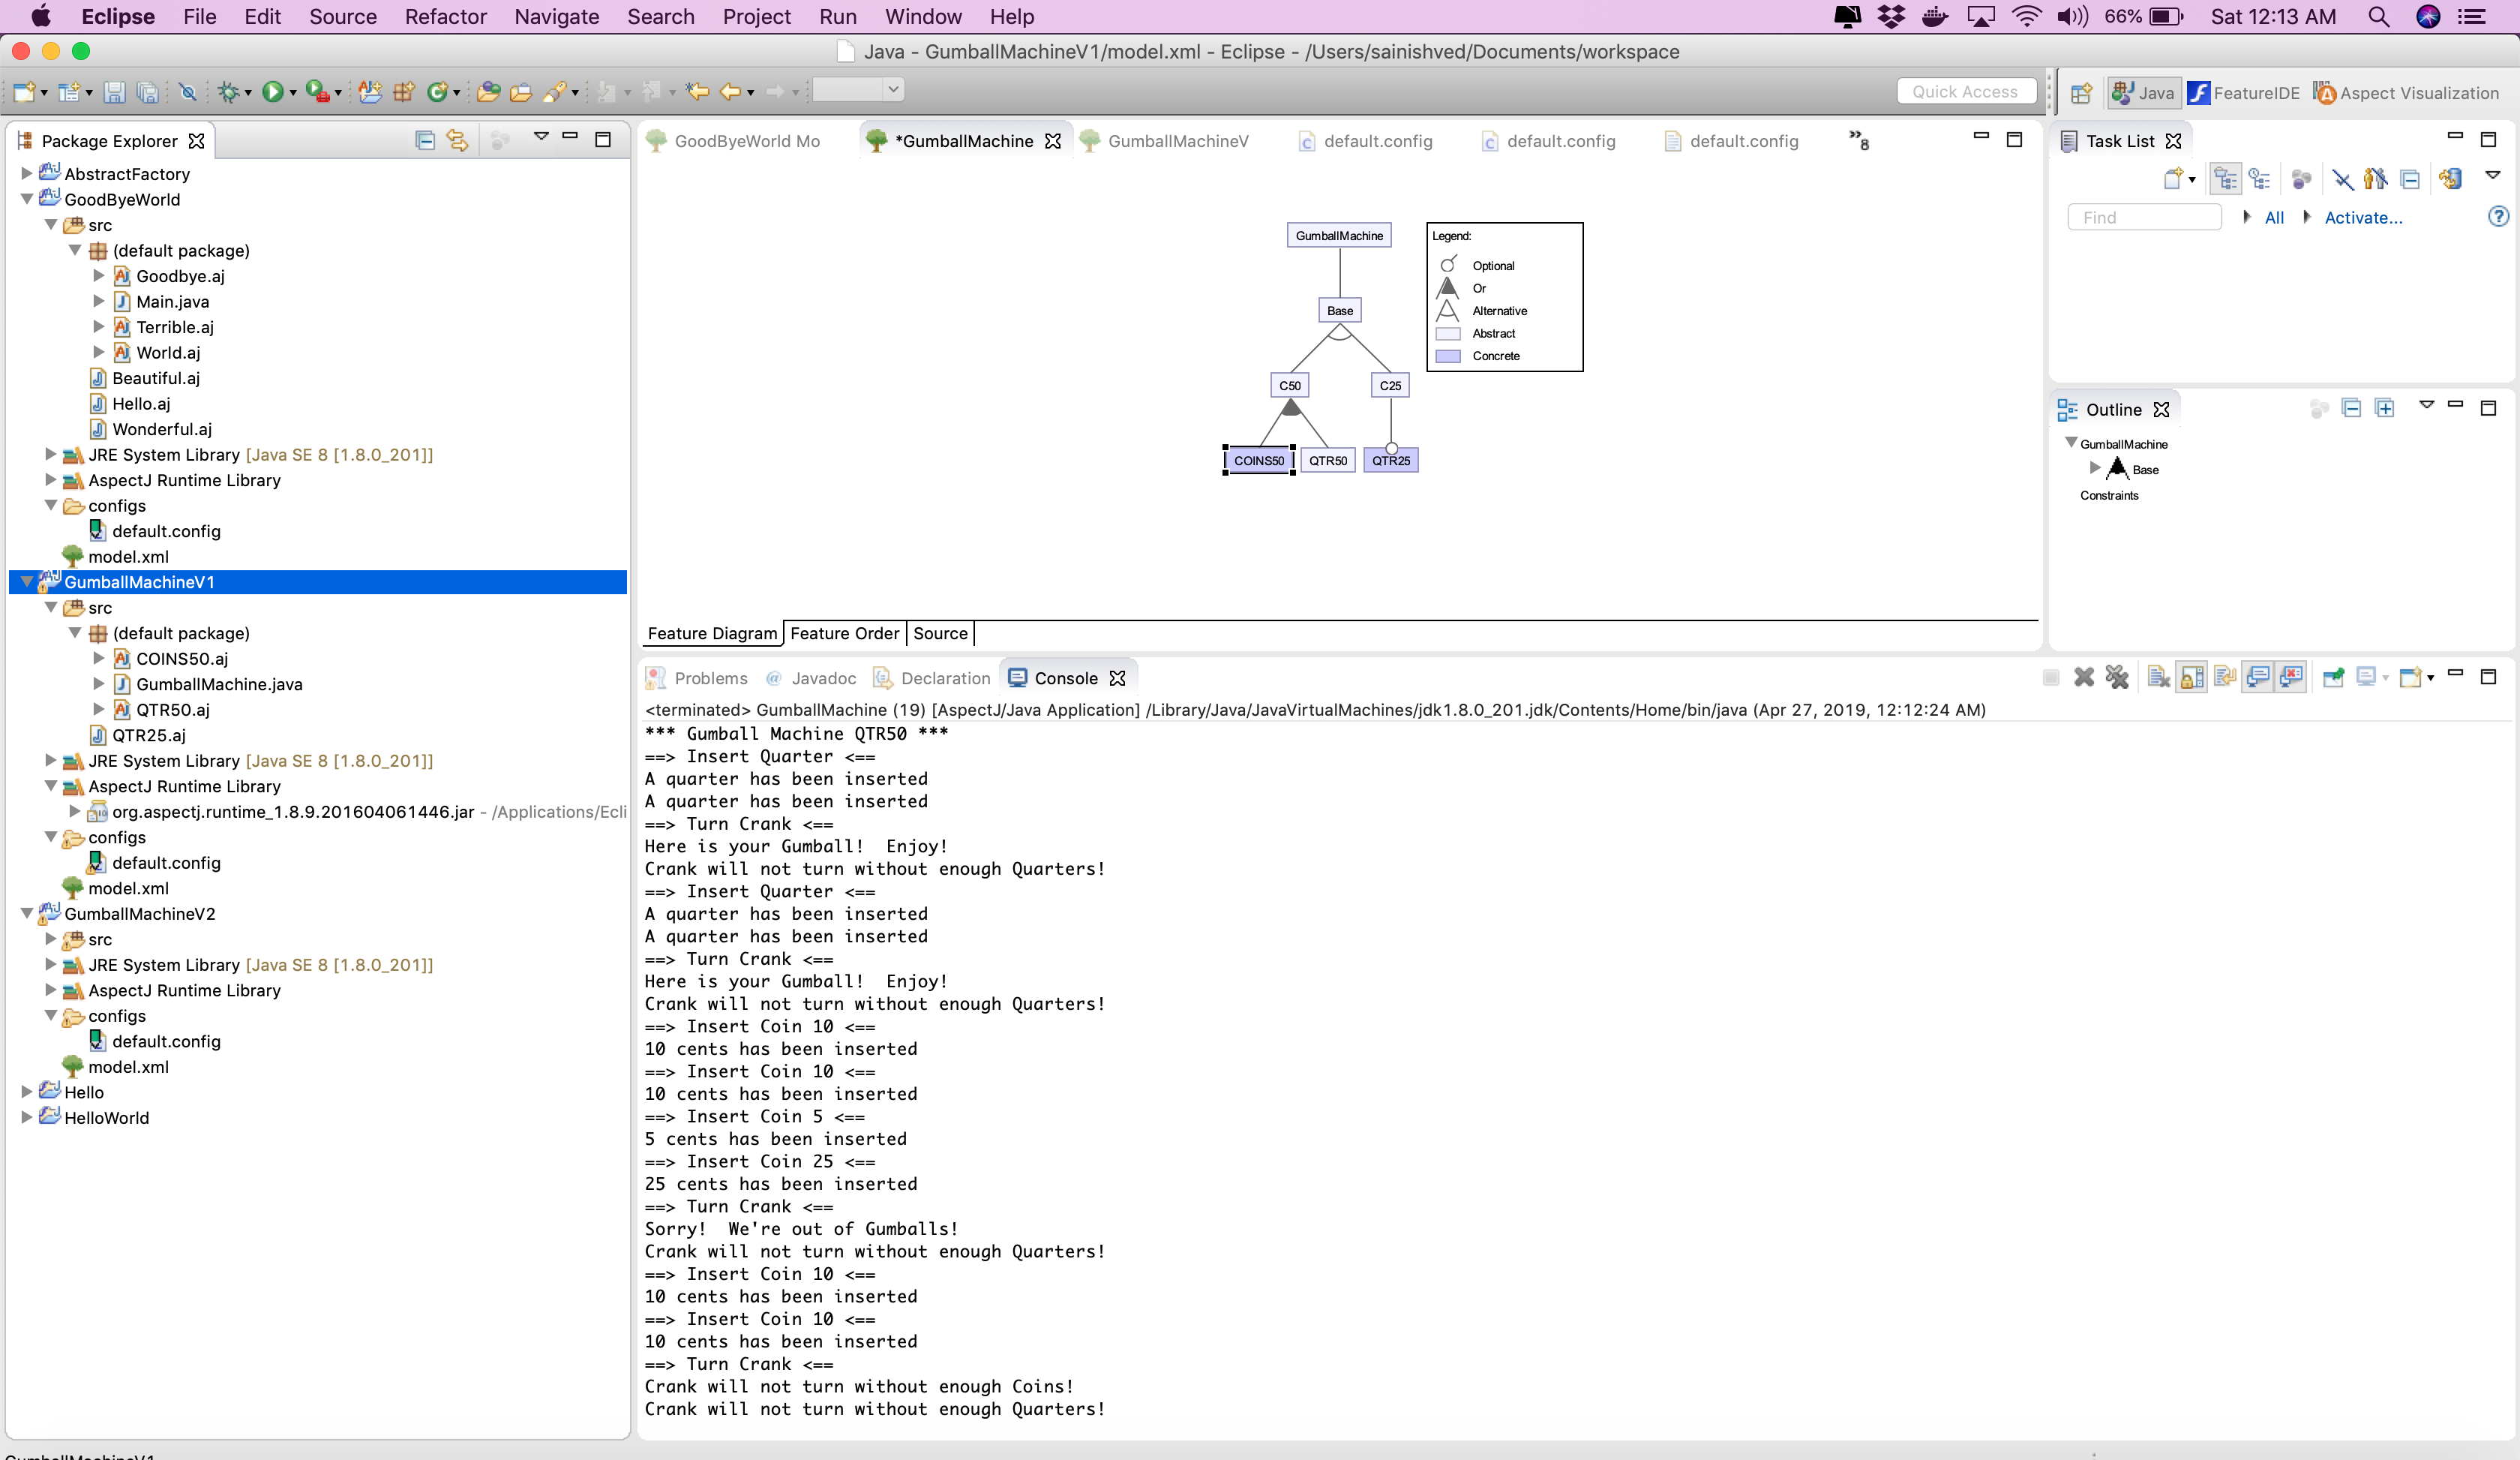 Eclipse File Edit Source Refactor Navigate Search Project Run Window Help 66% Sat 12:13 AM
Java - GumballMachineV1/model.xml - Eclipse - /Users/sainishved/Documents/workspace
Quick Access Java FeatureIDE Aspect Visualization
Package Explorer
AbstractFactory
GoodByeWorld
src
(default package)
Goodbye.aj
Main.java
Terrible.aj
World.aj
Beautiful.aj
Hello.aj
Wonderful.aj
JRE System Library [Java SE 8 [1.8.0_201]]
AspectJ Runtime Library
configs
default.config
model.xml
GumballMachineV1
src
(default package)
COINS50.aj
GumballMachine.java
QTR50.aj
QTR25.aj
JRE System Library [Java SE 8 [1.8.0_201]]
AspectJ Runtime Library
org.aspectj.runtime_1.8.9.201604061446.jar - /Applications/Ecli
configs
default.config
model.xml
GumballMachineV2
src
JRE System Library [Java SE 8 [1.8.0_201]]
AspectJ Runtime Library
configs
default.config
model.xml
Hello
HelloWorld
GoodByeWorld Mo *GumballMachine GumballMachineV default.config default.config default.config »8
GumballMachine
Base
C50 C25
COINS50 QTR50 QTR25
Legend:
Optional
Or
Alternative
Abstract
Concrete
Feature Diagram Feature Order Source
Task List
Find All Activate...
Outline
GumballMachine
Base
Constraints
Problems Javadoc Declaration Console
<terminated> GumballMachine (19) [AspectJ/Java Application] /Library/Java/JavaVirtualMachines/jdk1.8.0_201.jdk/Contents/Home/bin/java (Apr 27, 2019, 12:12:24 AM)
*** Gumball Machine QTR50 ***
==> Insert Quarter <==
A quarter has been inserted
A quarter has been inserted
==> Turn Crank <==
Here is your Gumball!  Enjoy!
Crank will not turn without enough Quarters!
==> Insert Quarter <==
A quarter has been inserted
A quarter has been inserted
==> Turn Crank <==
Here is your Gumball!  Enjoy!
Crank will not turn without enough Quarters!
==> Insert Coin 10 <==
10 cents has been inserted
==> Insert Coin 10 <==
10 cents has been inserted
==> Insert Coin 5 <==
5 cents has been inserted
==> Insert Coin 25 <==
25 cents has been inserted
==> Turn Crank <==
Sorry!  We're out of Gumballs!
Crank will not turn without enough Quarters!
==> Insert Coin 10 <==
10 cents has been inserted
==> Insert Coin 10 <==
10 cents has been inserted
==> Turn Crank <==
Crank will not turn without enough Coins!
Crank will not turn without enough Quarters!
GumballMachineV1